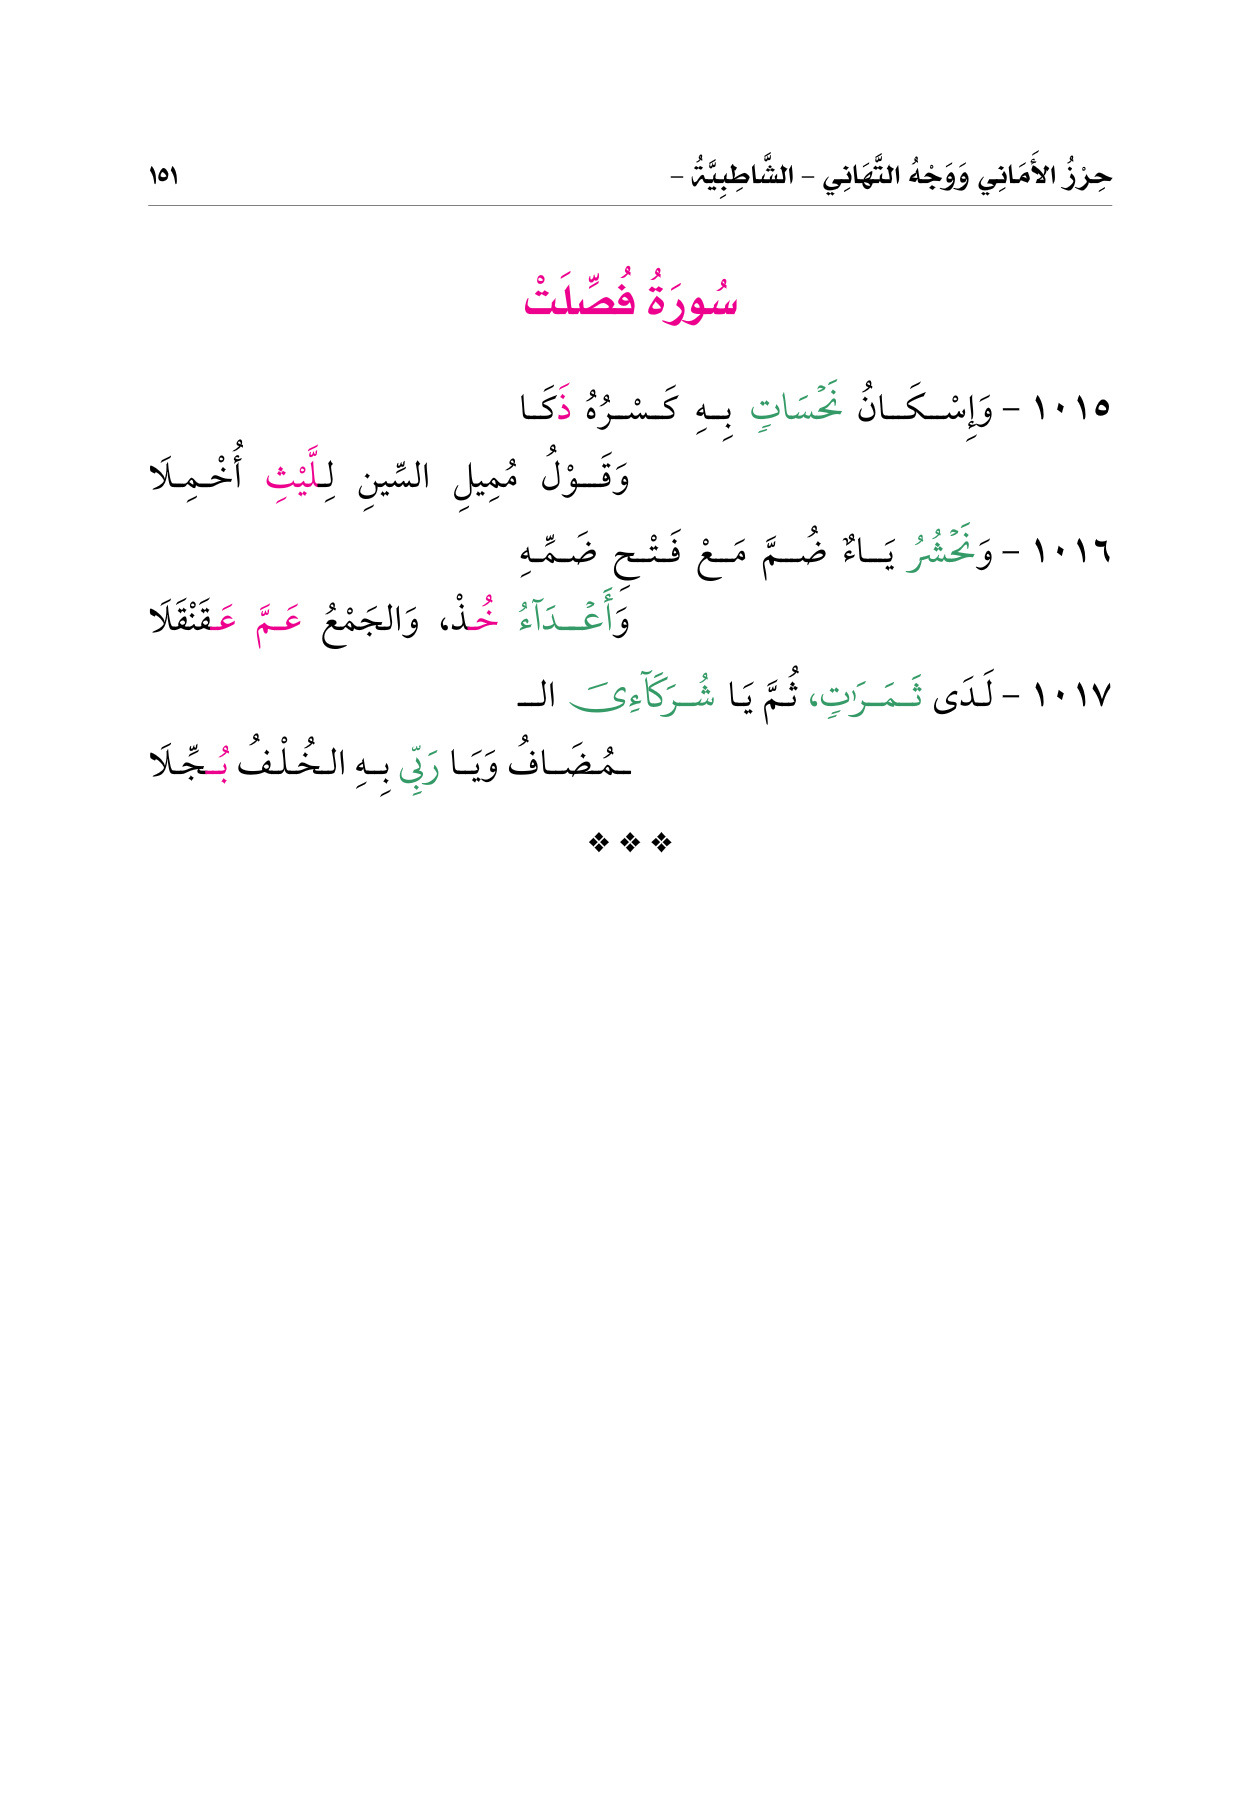 حِرْزُ الأَمَانِي وَوَجْهُ التَّهَانِي – الشَّاطِبِيَّةُ – ١٥١
سُورَةُ فُصِّلَتْ
١٠١٥ – وَإِسْكَانُ نَحْسَاتٍ بِهِ كَسْرُهُ ذَكَا
وَقَوْلُ مُمِيلِ السِّينِ لِلَّيْثِ أُخْمِلَا
١٠١٦ – وَنَحْشُرُ يَاءٌ ضُمَّ مَعْ فَتْحِ ضَمِّهِ
وَأَعْدَآءُ خُذْ، وَالجَمْعُ عَمَّ عَقَنْقَلَا
١٠١٧ – لَدَى ثَمَرَٰتٍ، ثُمَّ يَا شُرَكَآءِىَ الـ
ـمُضَافُ وَيَا رَبِّى بِهِ الخُلْفُ بُجِّلَا
❖ ❖ ❖